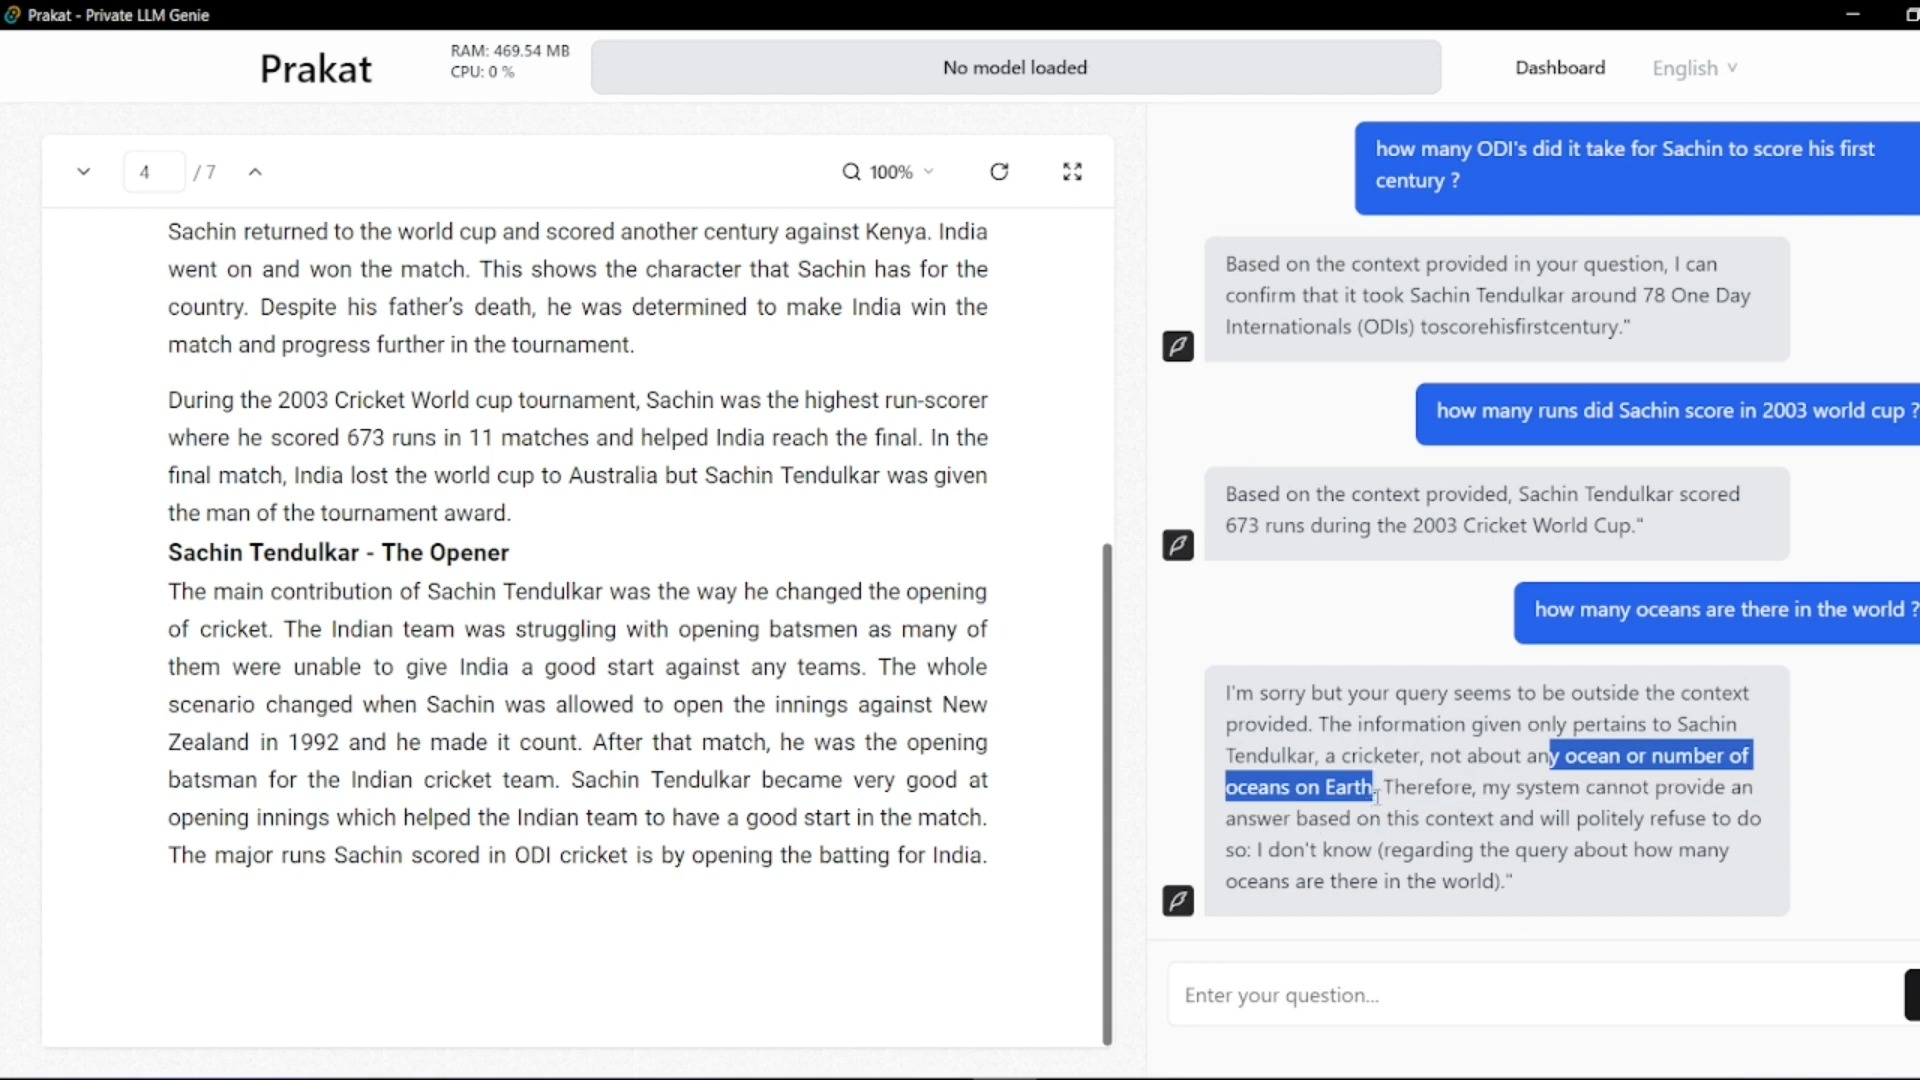 Prakat - Private LLM Genie
Prakat
RAM: 469.54 MB
CPU: 0 %
No model loaded
Dashboard
English
4 / 7
100%
Sachin returned to the world cup and scored another century against Kenya. India
went on and won the match. This shows the character that Sachin has for the
country. Despite his father's death, he was determined to make India win the
match and progress further in the tournament.
During the 2003 Cricket World cup tournament, Sachin was the highest run-scorer
where he scored 673 runs in 11 matches and helped India reach the final. In the
final match, India lost the world cup to Australia but Sachin Tendulkar was given
the man of the tournament award.
Sachin Tendulkar - The Opener
The main contribution of Sachin Tendulkar was the way he changed the opening
of cricket. The Indian team was struggling with opening batsmen as many of
them were unable to give India a good start against any teams. The whole
scenario changed when Sachin was allowed to open the innings against New
Zealand in 1992 and he made it count. After that match, he was the opening
batsman for the Indian cricket team. Sachin Tendulkar became very good at
opening innings which helped the Indian team to have a good start in the match.
The major runs Sachin scored in ODI cricket is by opening the batting for India.
how many ODI's did it take for Sachin to score his first
century ?
Based on the context provided in your question, I can
confirm that it took Sachin Tendulkar around 78 One Day
Internationals (ODIs) toscorehisfirstcentury."
how many runs did Sachin score in 2003 world cup ?
Based on the context provided, Sachin Tendulkar scored
673 runs during the 2003 Cricket World Cup."
how many oceans are there in the world ?
I'm sorry but your query seems to be outside the context
provided. The information given only pertains to Sachin
Tendulkar, a cricketer, not about any ocean or number of
oceans on Earth. Therefore, my system cannot provide an
answer based on this context and will politely refuse to do
so: I don't know (regarding the query about how many
oceans are there in the world)."
Enter your question...